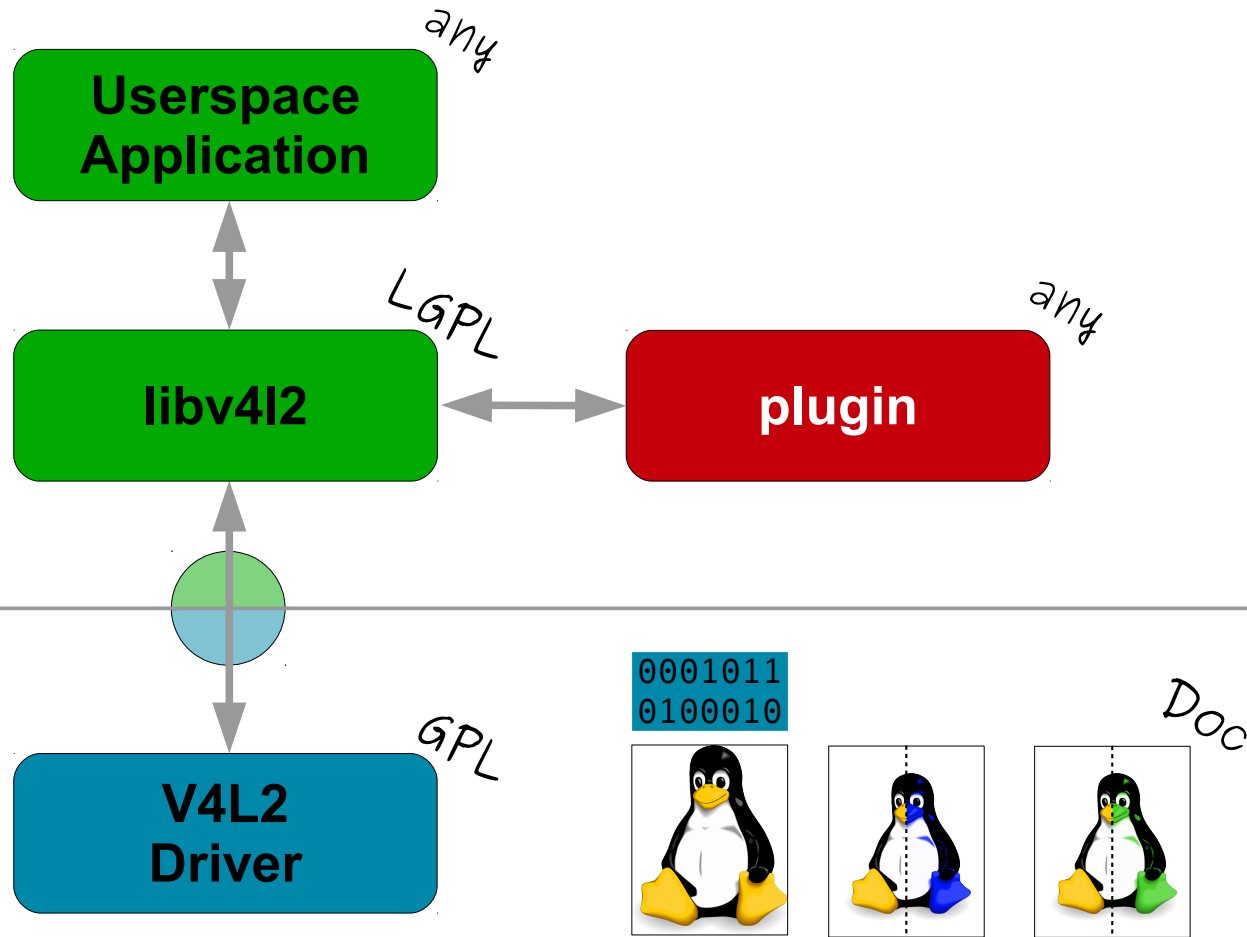 any
Userspace
Application
LGPL
any
libv4l2
plugin
0001011
0100010
Doc
GPL
V4L2
Driver